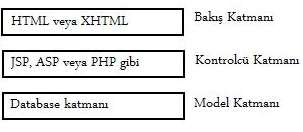 HTML veya XHTML Bakış Katmanı
JSP, ASP veya PHP gibi Kontrolcü Katmanı
Database katmanı Model Katmanı